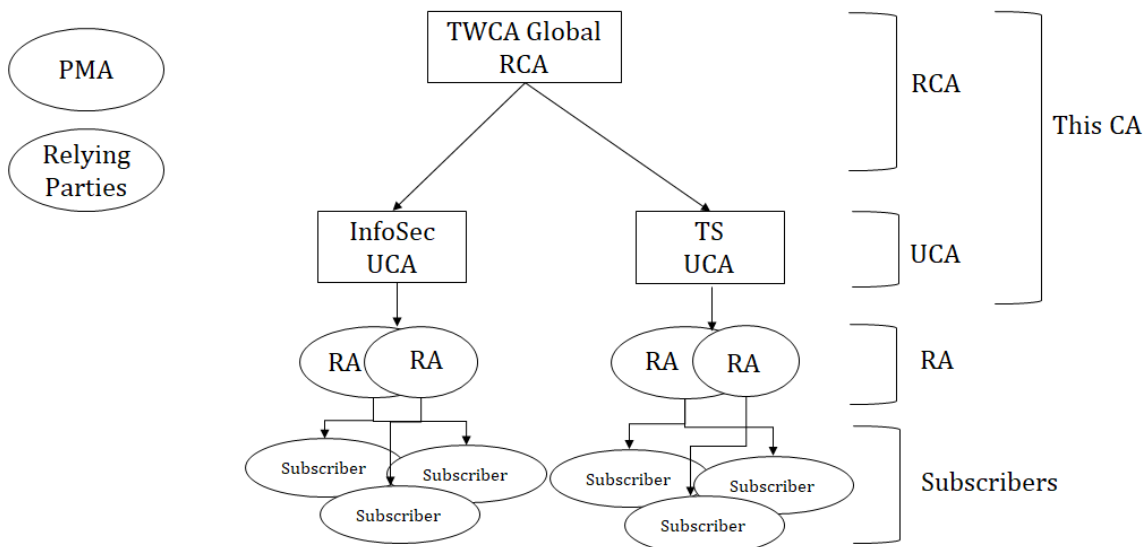 TWCA Global
RCA
PMA
RCA
This CA
Relying
Parties
InfoSec
UCA
TS
UCA
UCA
RA
RA
RA
RA
RA
Subscriber
Subscriber
Subscriber
Subscriber
Subscriber
Subscriber
Subscribers